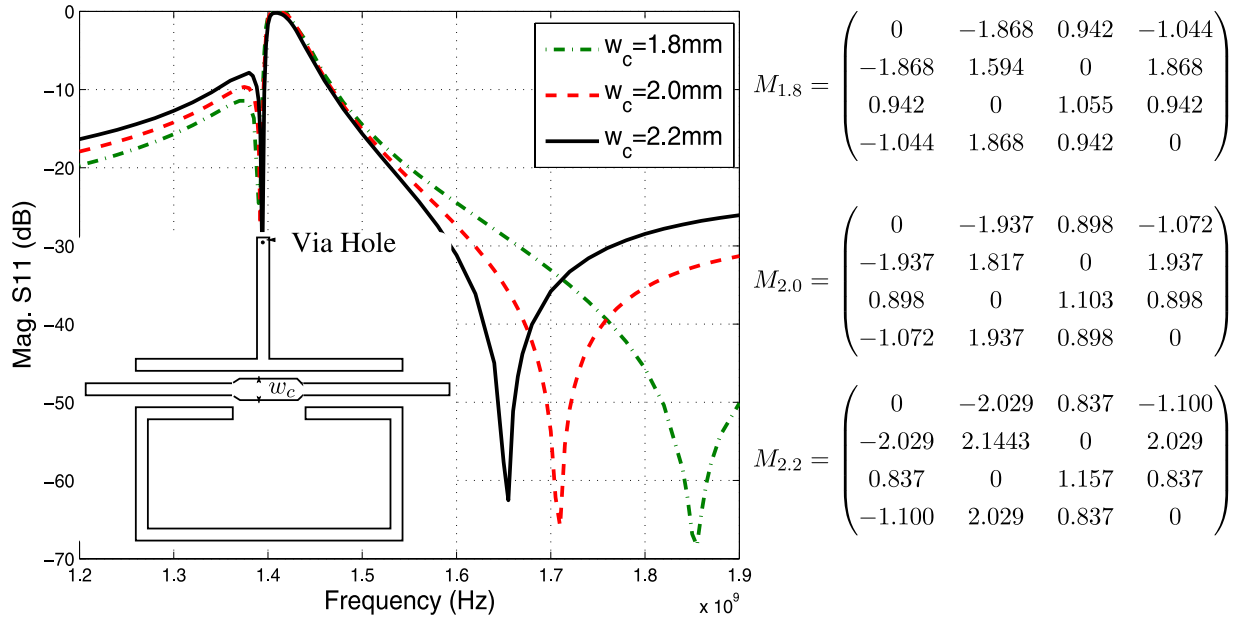 Mag. S11 (dB)
0
−10
−20
−30
−40
−50
−60
−70
w_c=1.8mm
w_c=2.0mm
w_c=2.2mm
Via Hole
w_c
1.2 1.3 1.4 1.5 1.6 1.7 1.8 1.9
Frequency (Hz)
x 10^9
M_{1.8} =
0 −1.868 0.942 −1.044
−1.868 1.594 0 1.868
0.942 0 1.055 0.942
−1.044 1.868 0.942 0
M_{2.0} =
0 −1.937 0.898 −1.072
−1.937 1.817 0 1.937
0.898 0 1.103 0.898
−1.072 1.937 0.898 0
M_{2.2} =
0 −2.029 0.837 −1.100
−2.029 2.1443 0 2.029
0.837 0 1.157 0.837
−1.100 2.029 0.837 0